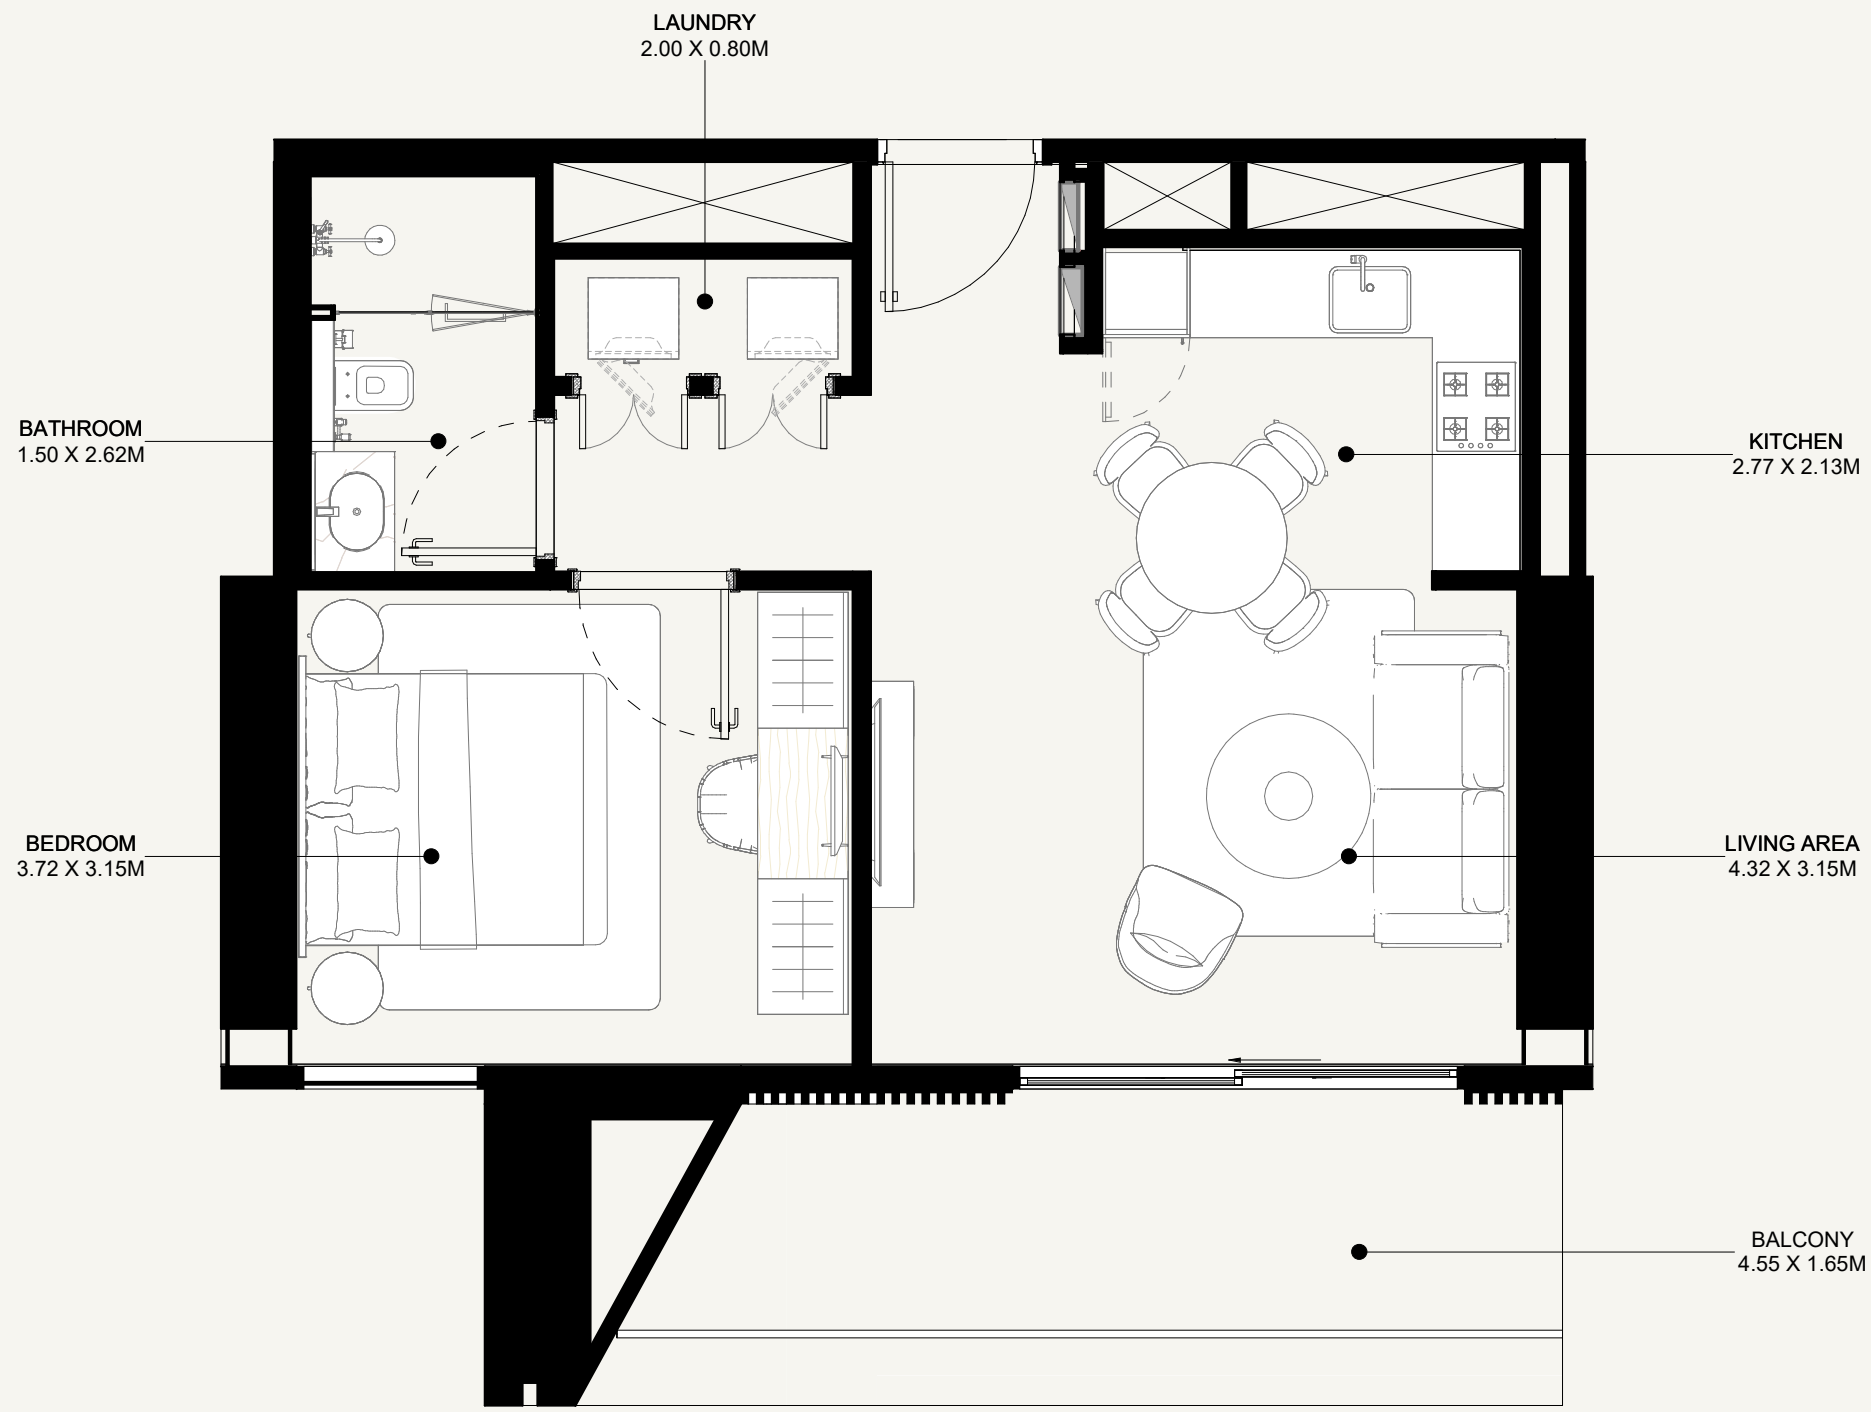 LAUNDRY
2.00 X 0.80M
BATHROOM
1.50 X 2.62M
KITCHEN
2.77 X 2.13M
BEDROOM
3.72 X 3.15M
LIVING AREA
4.32 X 3.15M
BALCONY
4.55 X 1.65M